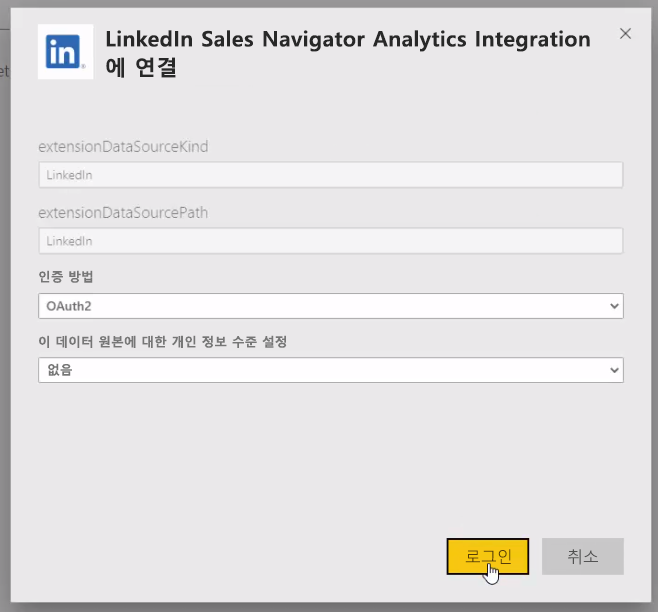 in
LinkedIn Sales Navigator Analytics Integration
에 연결
extensionDataSourceKind
LinkedIn
extensionDataSourcePath
LinkedIn
인증 방법
OAuth2
이 데이터 원본에 대한 개인 정보 수준 설정
없음
로그인
취소